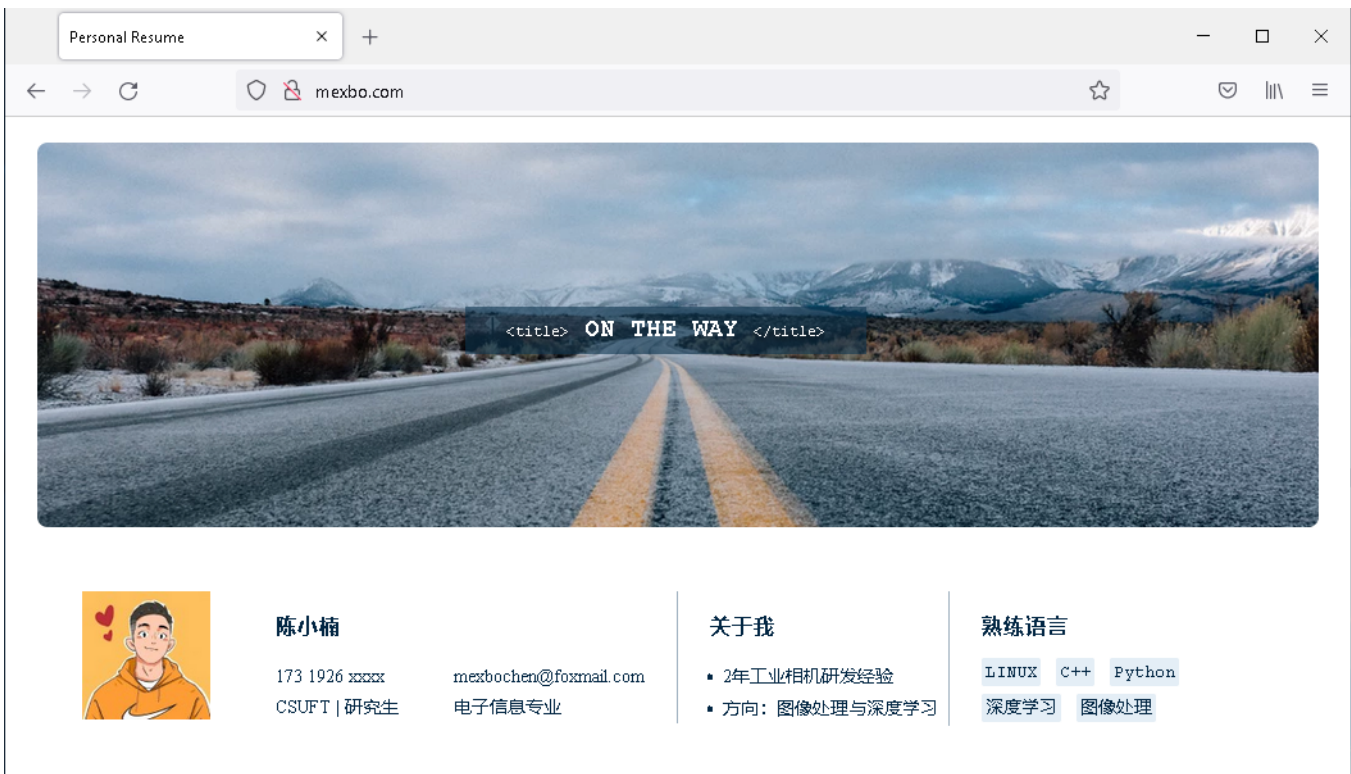 Personal Resume
mexbo.com
<title> ON THE WAY </title>
陈小楠
173 1926 xxxx
mexbochen@foxmail.com
CSUFT | 研究生
电子信息专业
关于我
• 2年工业相机研发经验
• 方向：图像处理与深度学习
熟练语言
LINUX C++ Python
深度学习 图像处理